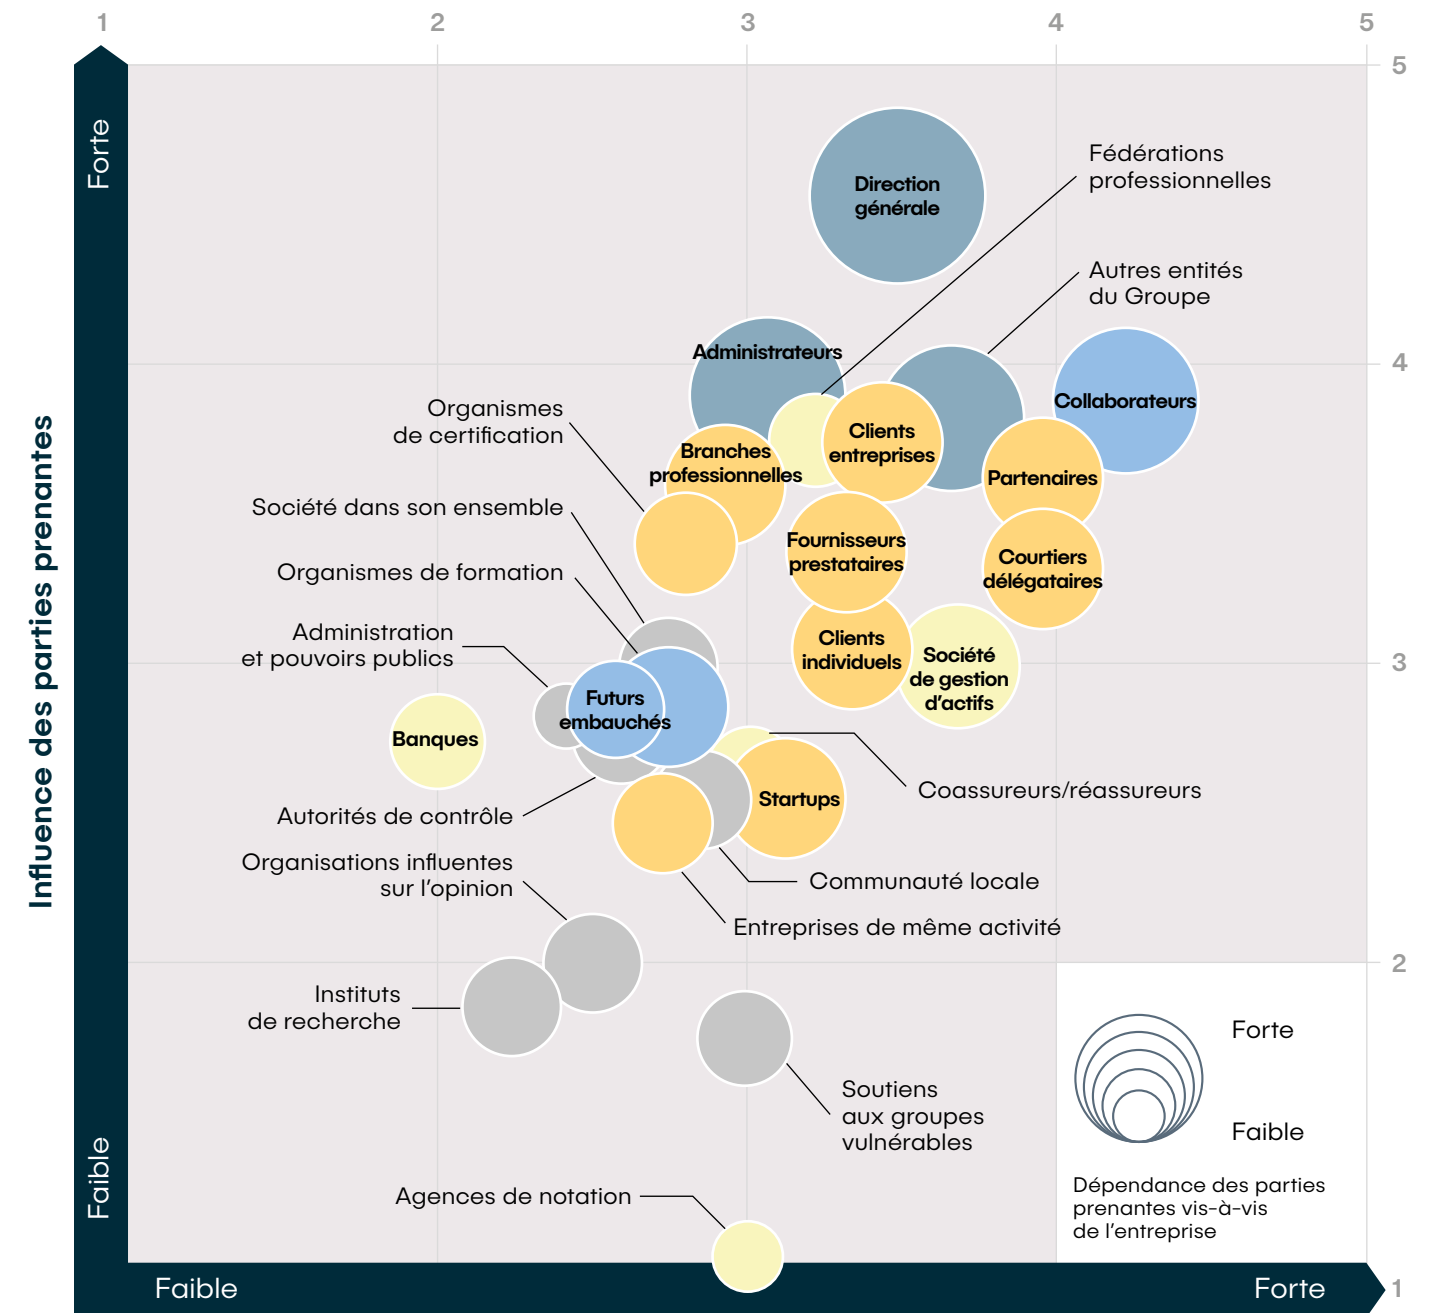 1
2
3
4
5
5
4
3
2
1
Influence des parties prenantes
Forte
Faible
Faible
Forte
Direction
générale
Fédérations
professionnelles
Autres entités
du Groupe
Administrateurs
Collaborateurs
Organismes
de certification
Clients
entreprises
Branches
professionnelles
Partenaires
Société dans son ensemble
Fournisseurs
prestataires
Courtiers
délégataires
Organismes de formation
Administration
et pouvoirs publics
Clients
individuels
Société
de gestion
d'actifs
Futurs
embauchés
Banques
Coassureurs/réassureurs
Startups
Autorités de contrôle
Organisations influentes
sur l'opinion
Communauté locale
Entreprises de même activité
Instituts
de recherche
Soutiens
aux groupes
vulnérables
Agences de notation
Forte
Faible
Dépendance des parties
prenantes vis-à-vis
de l'entreprise